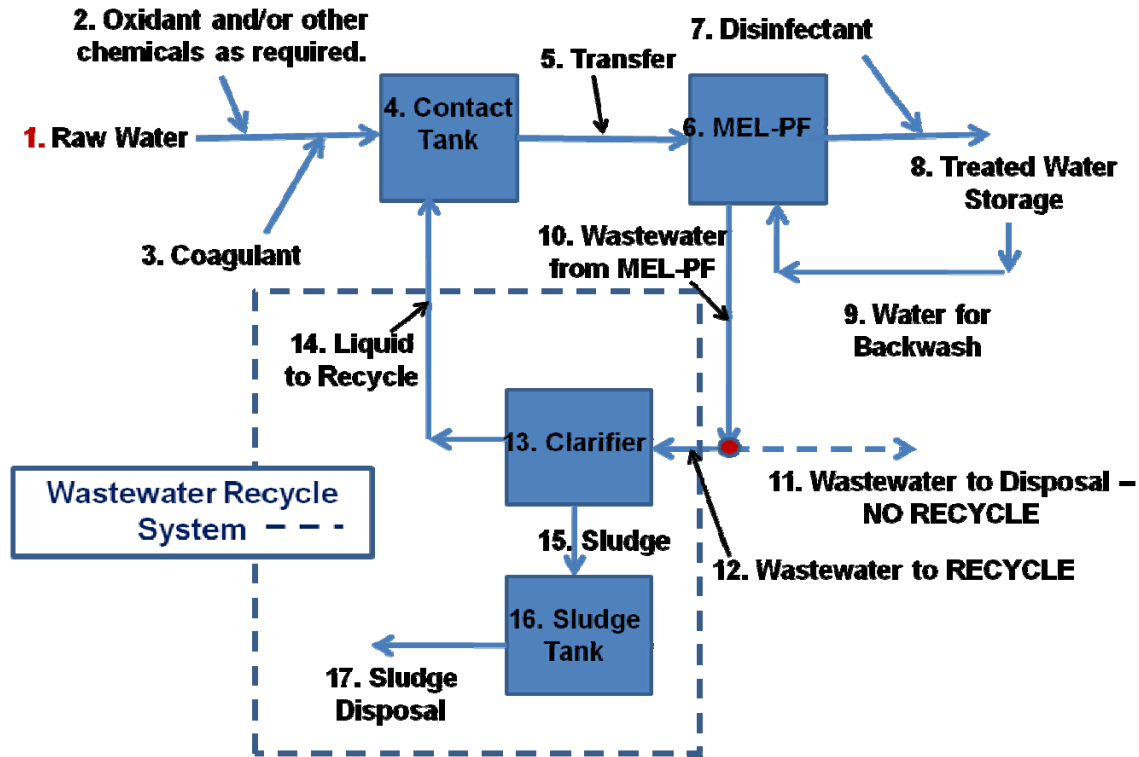 2. Oxidant and/or other
chemicals as required.
7. Disinfectant
5. Transfer
4. Contact
Tank
6. MEL-PF
1. Raw Water
8. Treated Water
Storage
3. Coagulant
10. Wastewater
from MEL-PF
9. Water for
Backwash
14. Liquid
to Recycle
13. Clarifier
11. Wastewater to Disposal –
NO RECYCLE
Wastewater Recycle
System
15. Sludge
12. Wastewater to RECYCLE
16. Sludge
Tank
17. Sludge
Disposal